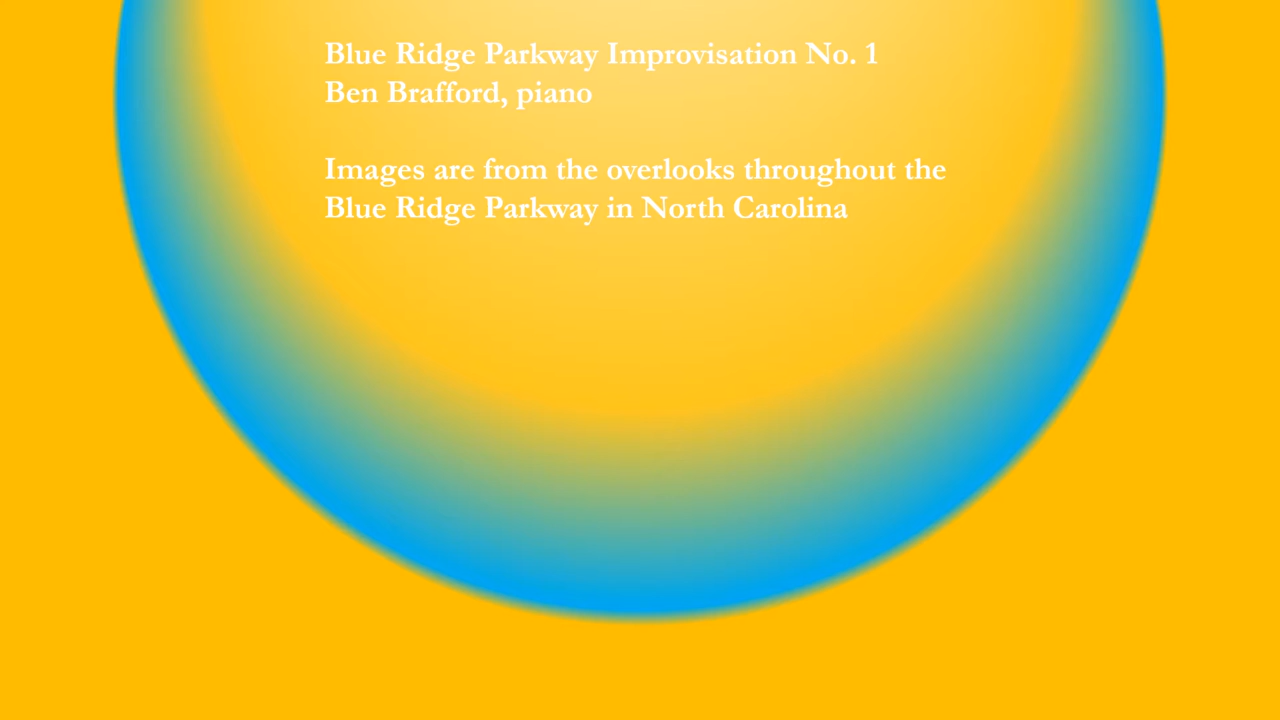 Blue Ridge Parkway Improvisation No. 1
Ben Brafford, piano
Images are from the overlooks throughout the
Blue Ridge Parkway in North Carolina